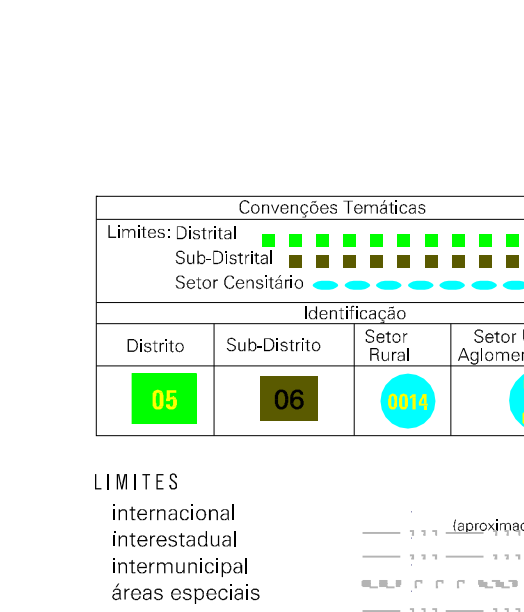 Convenções Temáticas
Limites: Distrital
Sub-Distrital
Setor Censitário
Identificação
Distrito Sub-Distrito Setor Rural Setor
05 06 0014
LIMITES
internacional
interestadual
intermunicipal
áreas especiais